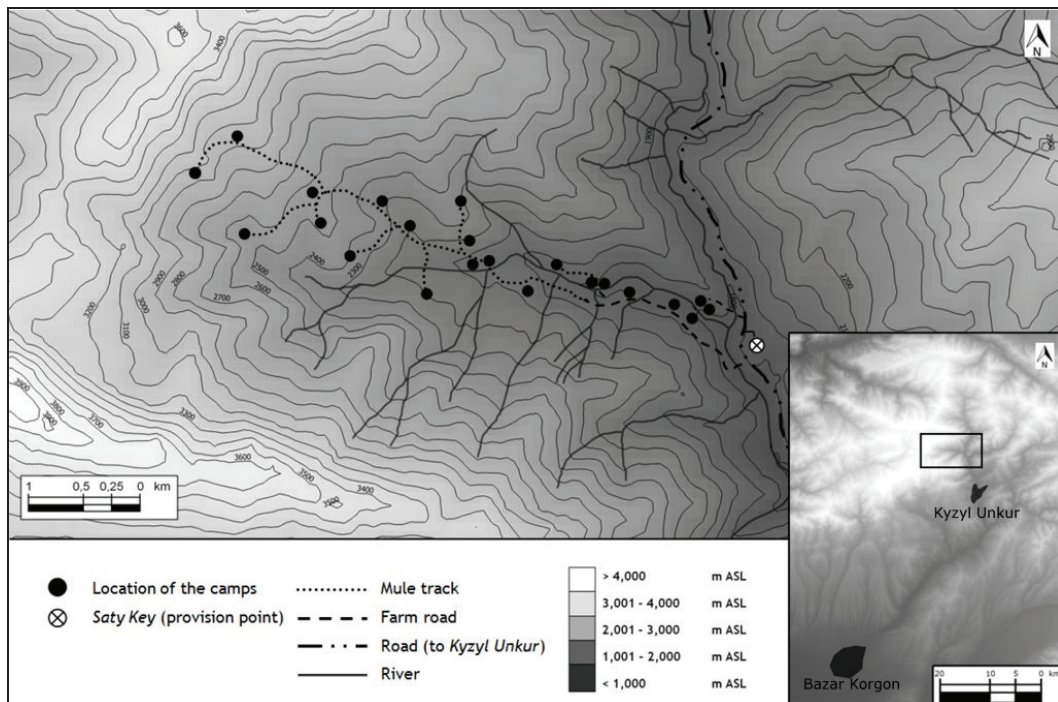 3600
3400
N
1900
2400
2300
2500
2600
2700
2900
2800
3000
3100
3200
2700
3900
3800
3700
3900
3300
3600
3500
3400
3500
1 0,5 0,25 0 km
N
Kyzyl Unkur
Bazar Korgon
20 10 5 0 km
Location of the camps
Saty Key (provision point)
Mule track
Farm road
Road (to Kyzyl Unkur)
River
> 4,000 m ASL
3,001 - 4,000 m ASL
2,001 - 3,000 m ASL
1,001 - 2,000 m ASL
< 1,000 m ASL